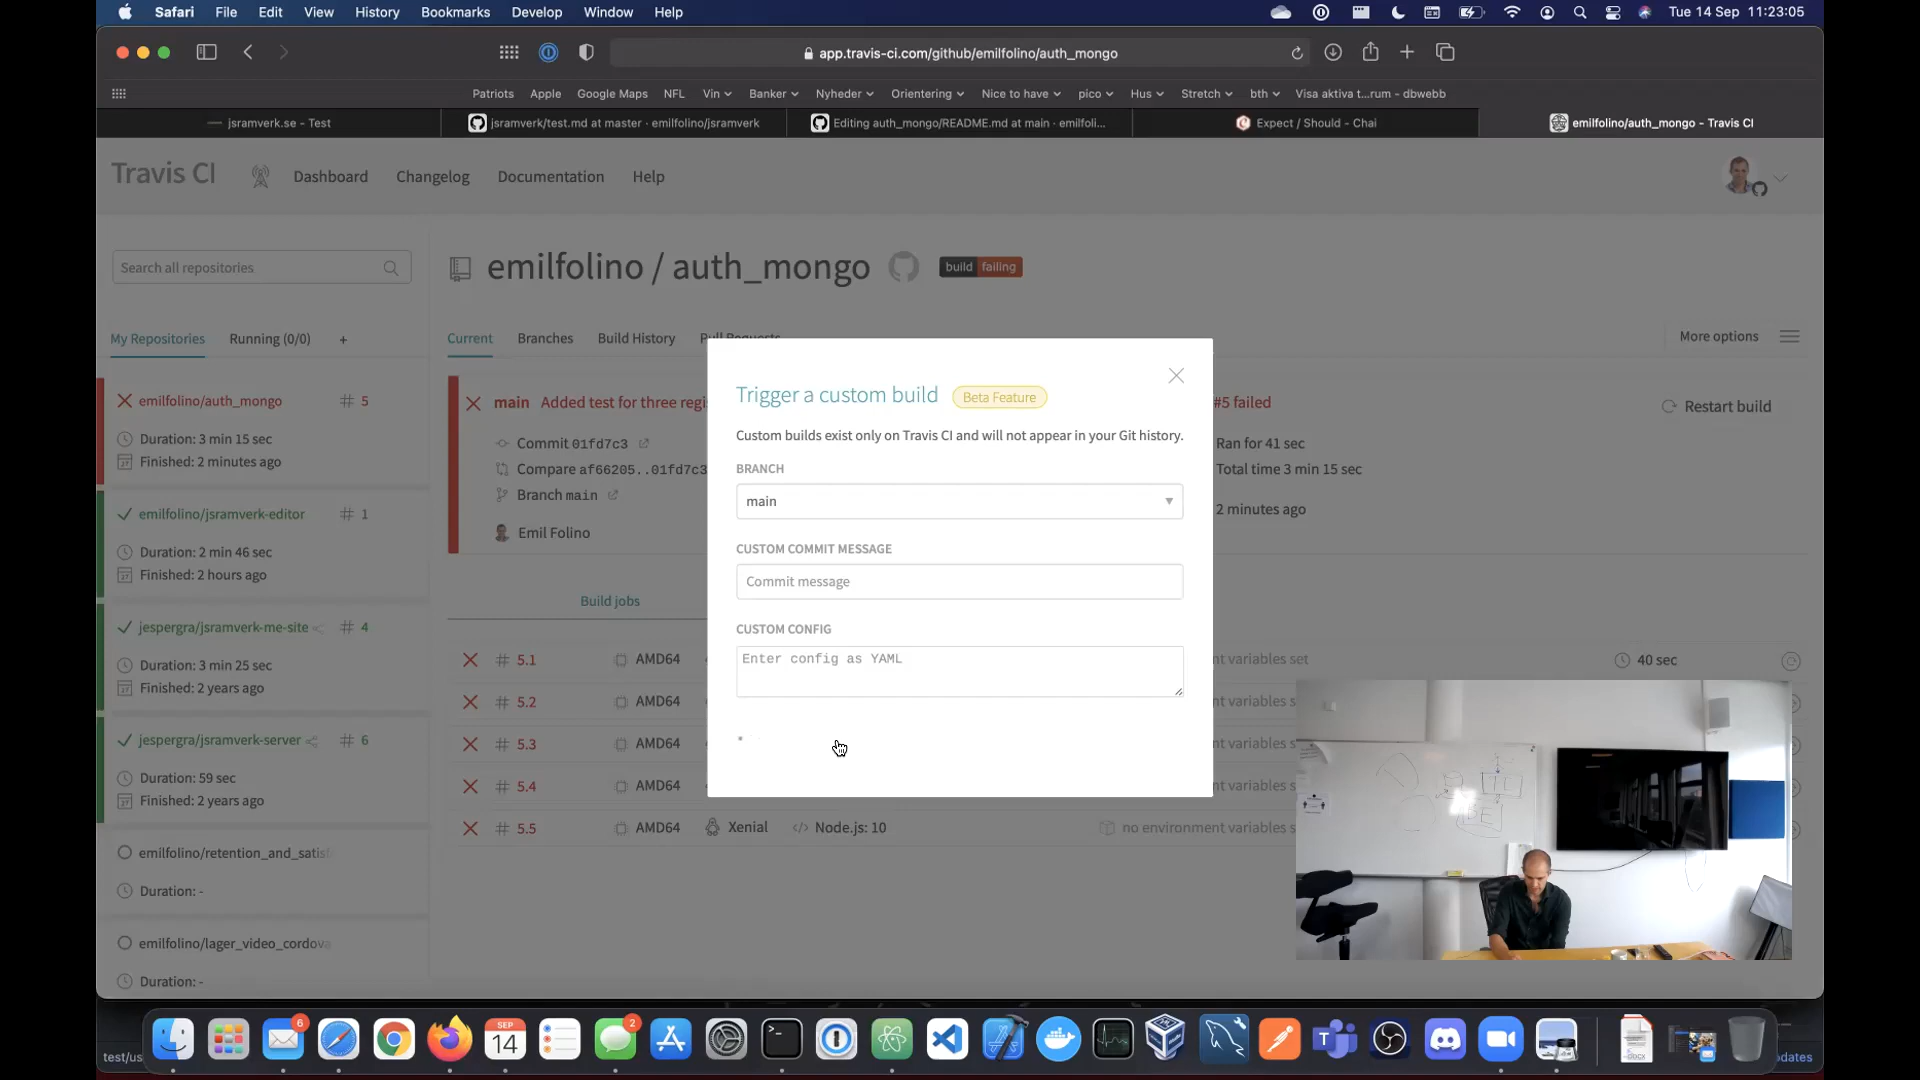 Safari File Edit View History Bookmarks Develop Window Help
Tue 14 Sep 11:23:05
app.travis-ci.com/github/emilfolino/auth_mongo
Patriots Apple Google Maps NFL Vin Banker Nyheder Orientering Nice to have pico Hus Stretch bth Visa aktiva t...rum - dbwebb
jsramverk.se - Test
jsramverk/test.md at master · emilfolino/jsramverk
Editing auth_mongo/README.md at main · emilfoli...
Expect / Should - Chai
emilfolino/auth_mongo - Travis CI
Travis CI
Dashboard Changelog Documentation Help
Search all repositories
emilfolino / auth_mongo
build failing
My Repositories Running (0/0) +
Current Branches Build History Pull Requests
More options
emilfolino/auth_mongo # 5
Duration: 3 min 15 sec
Finished: 2 minutes ago
emilfolino/jsramverk-editor # 1
Duration: 2 min 46 sec
Finished: 2 hours ago
jespergra/jsramverk-me-site # 4
Duration: 3 min 25 sec
Finished: 2 years ago
jespergra/jsramverk-server # 6
Duration: 59 sec
Finished: 2 years ago
emilfolino/retention_and_satisf
Duration: -
emilfolino/lager_video_cordova
Duration: -
main Added test for three regi
#5 failed
Restart build
Commit 01fd7c3
Ran for 41 sec
Compare af66205..01fd7c3
Total time 3 min 15 sec
Branch main
2 minutes ago
Emil Folino
Build jobs
# 5.1 AMD64
nt variables set
40 sec
# 5.2 AMD64
nt variables s
# 5.3 AMD64
nt variables s
# 5.4 AMD64
nt variables s
# 5.5 AMD64 Xenial </> Node.js: 10 no environment variables s
Trigger a custom build Beta Feature
Custom builds exist only on Travis CI and will not appear in your Git history.
BRANCH
main
CUSTOM COMMIT MESSAGE
Commit message
CUSTOM CONFIG
Enter config as YAML
6
SEP
14
2
test/us
pdates